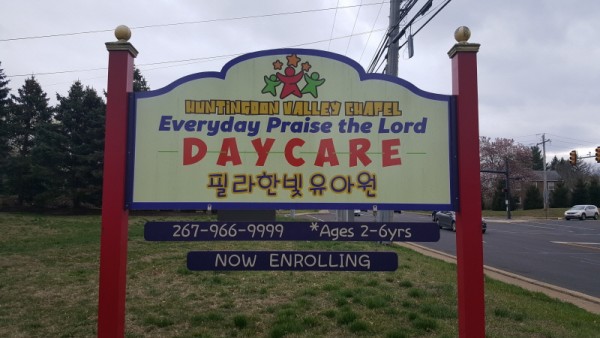 HUNTINGDON VALLEY CHAPEL
Everyday Praise the Lord
DAYCARE
필라한빛유아원
267-966-9999 *Ages 2-6yrs
NOW ENROLLING